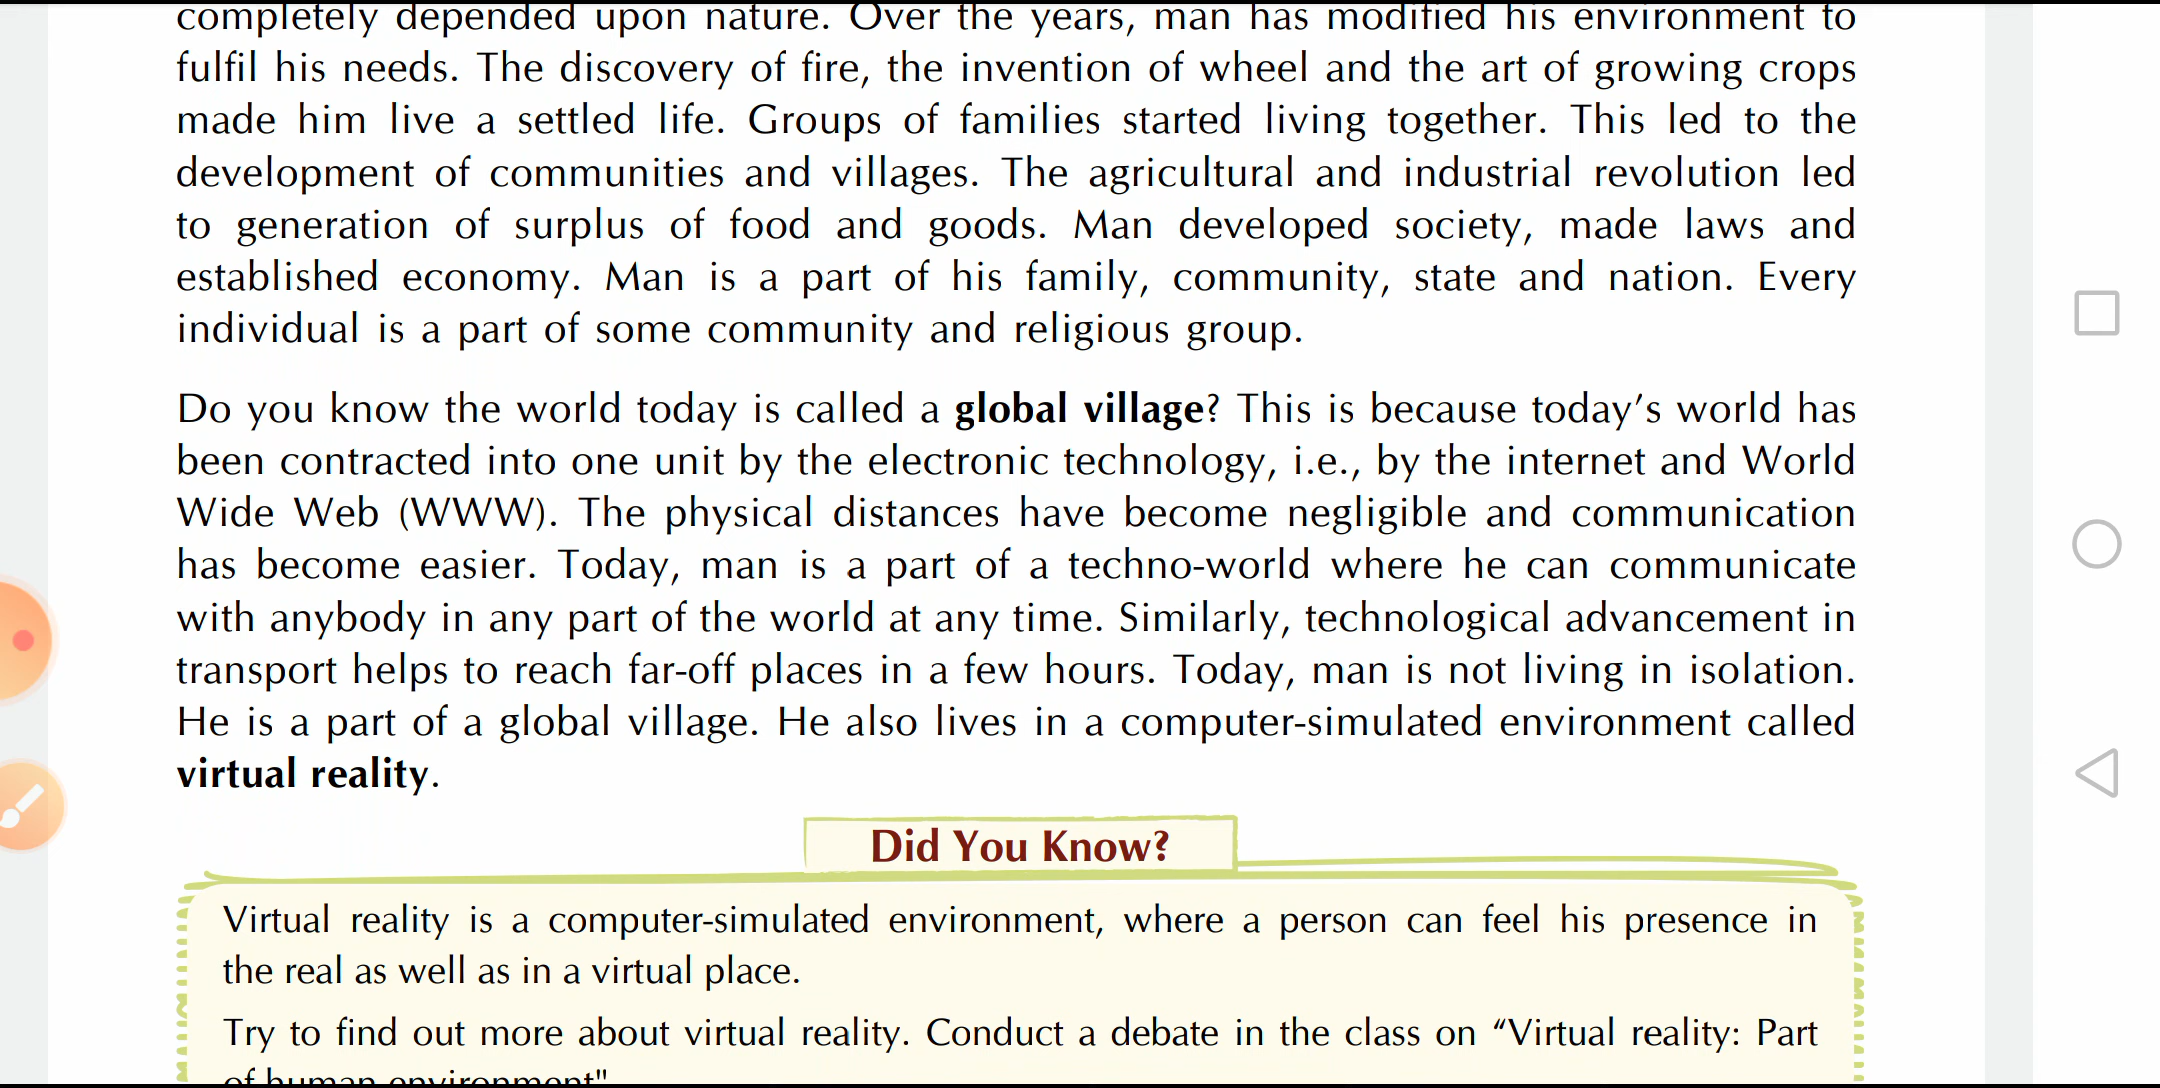 completely depended upon nature. Over the years, man has modified his environment to
fulfil his needs. The discovery of fire, the invention of wheel and the art of growing crops
made him live a settled life. Groups of families started living together. This led to the
development of communities and villages. The agricultural and industrial revolution led
to generation of surplus of food and goods. Man developed society, made laws and
established economy. Man is a part of his family, community, state and nation. Every
individual is a part of some community and religious group.
Do you know the world today is called a global village? This is because today’s world has
been contracted into one unit by the electronic technology, i.e., by the internet and World
Wide Web (WWW). The physical distances have become negligible and communication
has become easier. Today, man is a part of a techno-world where he can communicate
with anybody in any part of the world at any time. Similarly, technological advancement in
transport helps to reach far-off places in a few hours. Today, man is not living in isolation.
He is a part of a global village. He also lives in a computer-simulated environment called
virtual reality.
Did You Know?
Virtual reality is a computer-simulated environment, where a person can feel his presence in
the real as well as in a virtual place.
Try to find out more about virtual reality. Conduct a debate in the class on “Virtual reality: Part
of human environment"